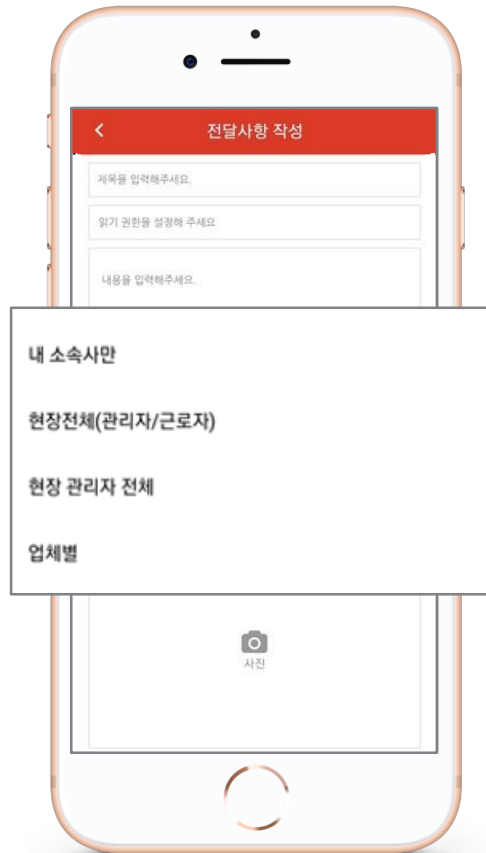 전달사항 작성
제목을 입력해주세요.
읽기 권한을 설정해 주세요
내용을 입력해주세요.
내 소속사만
현장전체(관리자/근로자)
현장 관리자 전체
업체별
사진